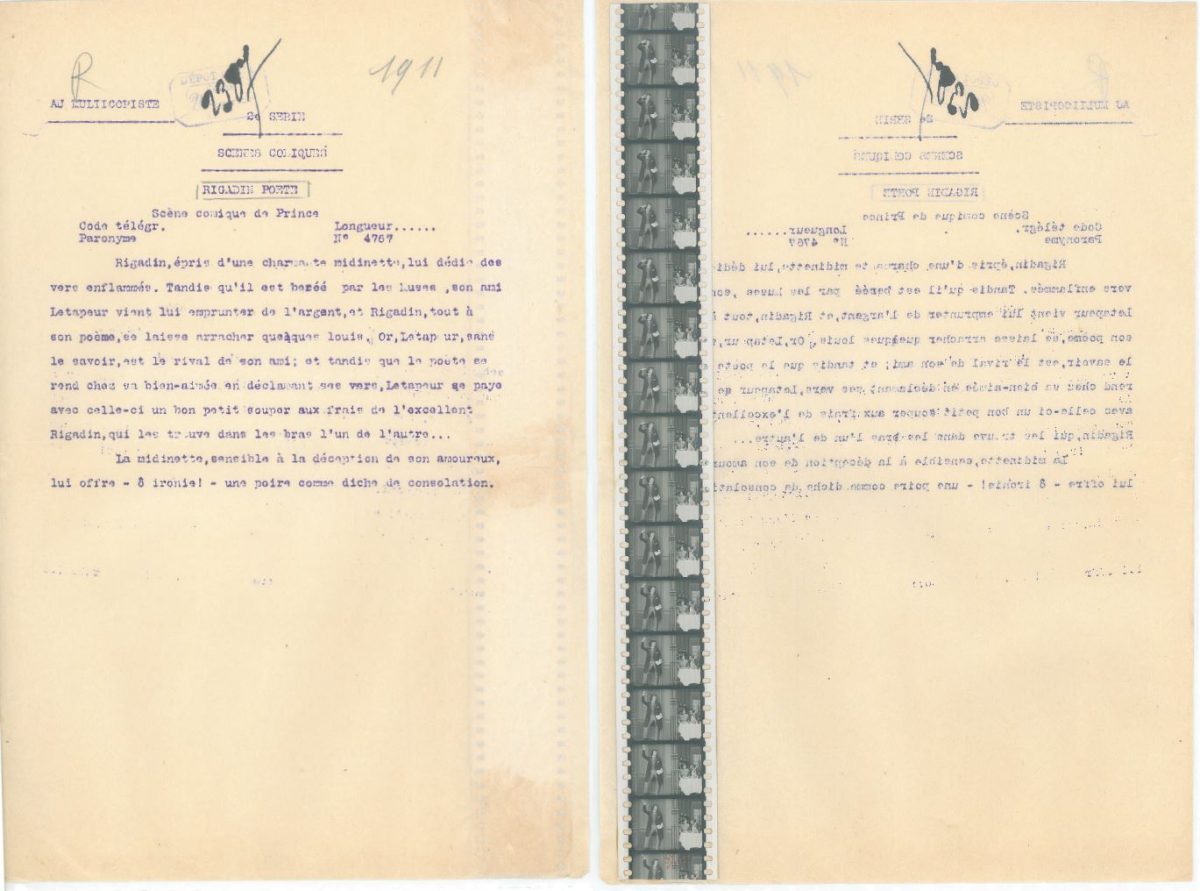 R
1911
DÉPOT
2307
AU MULTICOPISTE
2e SERIE
SCENES COMIQUES
RIGADIN POETE
Scène comique de Prince
Code télégr. Longueur......
Paronyme N° 4767
Rigadin,épris d'une charmante midinette,lui dédie des
vers enflammés. Tandis qu'il est bercé par les Muses ,son ami
Letapeur vient lui emprunter de l'argent,et Rigadin,tout à
son poème,se laisse arracher quelques louis. Or,Letapeur,sans
le savoir,est le rival de son ami; et tandis que le poète se
rend chez sa bien-aimée en déclamant ses vers,Letapeur se paye
avec celle-ci un bon petit souper aux frais de l'excellent
Rigadin,qui les trouve dans les bras l'un de l'autre...
La midinette,sensible à la déception de son amoureux,
lui offre - ô ironie! - une poire comme fiche de consolation.